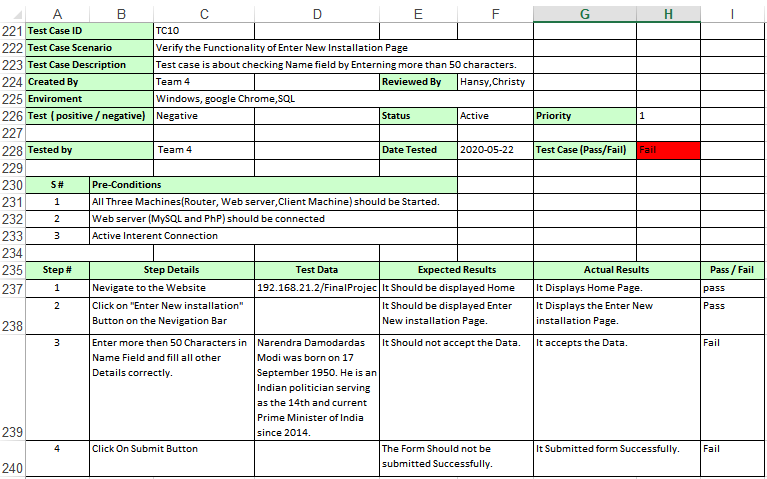 A B C D E F G H I
221 Test Case ID TC10
222 Test Case Scenario Verify the Functionality of Enter New Installation Page
223 Test Case Description Test case is about checking Name field by Enterning more than 50 characters.
224 Created By Team 4 Reviewed By Hansy,Christy
225 Enviroment Windows, google Chrome,SQL
226 Test ( positive / negative) Negative Status Active Priority 1
227
228 Tested by Team 4 Date Tested 2020-05-22 Test Case (Pass/Fail) Fail
229
230 S # Pre-Conditions
231 1 All Three Machines(Router, Web server,Client Machine) should be Started.
232 2 Web server (MySQL and PhP) should be connected
233 3 Active Interent Connection
234
235 Step # Step Details Test Data Expected Results Actual Results Pass / Fail
237 1 Nevigate to the Website 192.168.21.2/FinalProjec It Should be displayed Home It Displays Home Page. pass
238 2 Click on "Enter New installation"
Button on the Nevigation Bar
It Should be displayed Enter
New installation Page.
It Displays the Enter New
installation Page.
Pass
239 3 Enter more then 50 Characters in
Name Field and fill all other
Details correctly.
Narendra Damodardas
Modi was born on 17
September 1950. He is an
Indian politician serving
as the 14th and current
Prime Minister of India
since 2014.
It Should not accept the Data.
It accepts the Data.
Fail
240 4 Click On Submit Button
The Form Should not be
submitted Successfully.
It Submitted form Successfully.
Fail